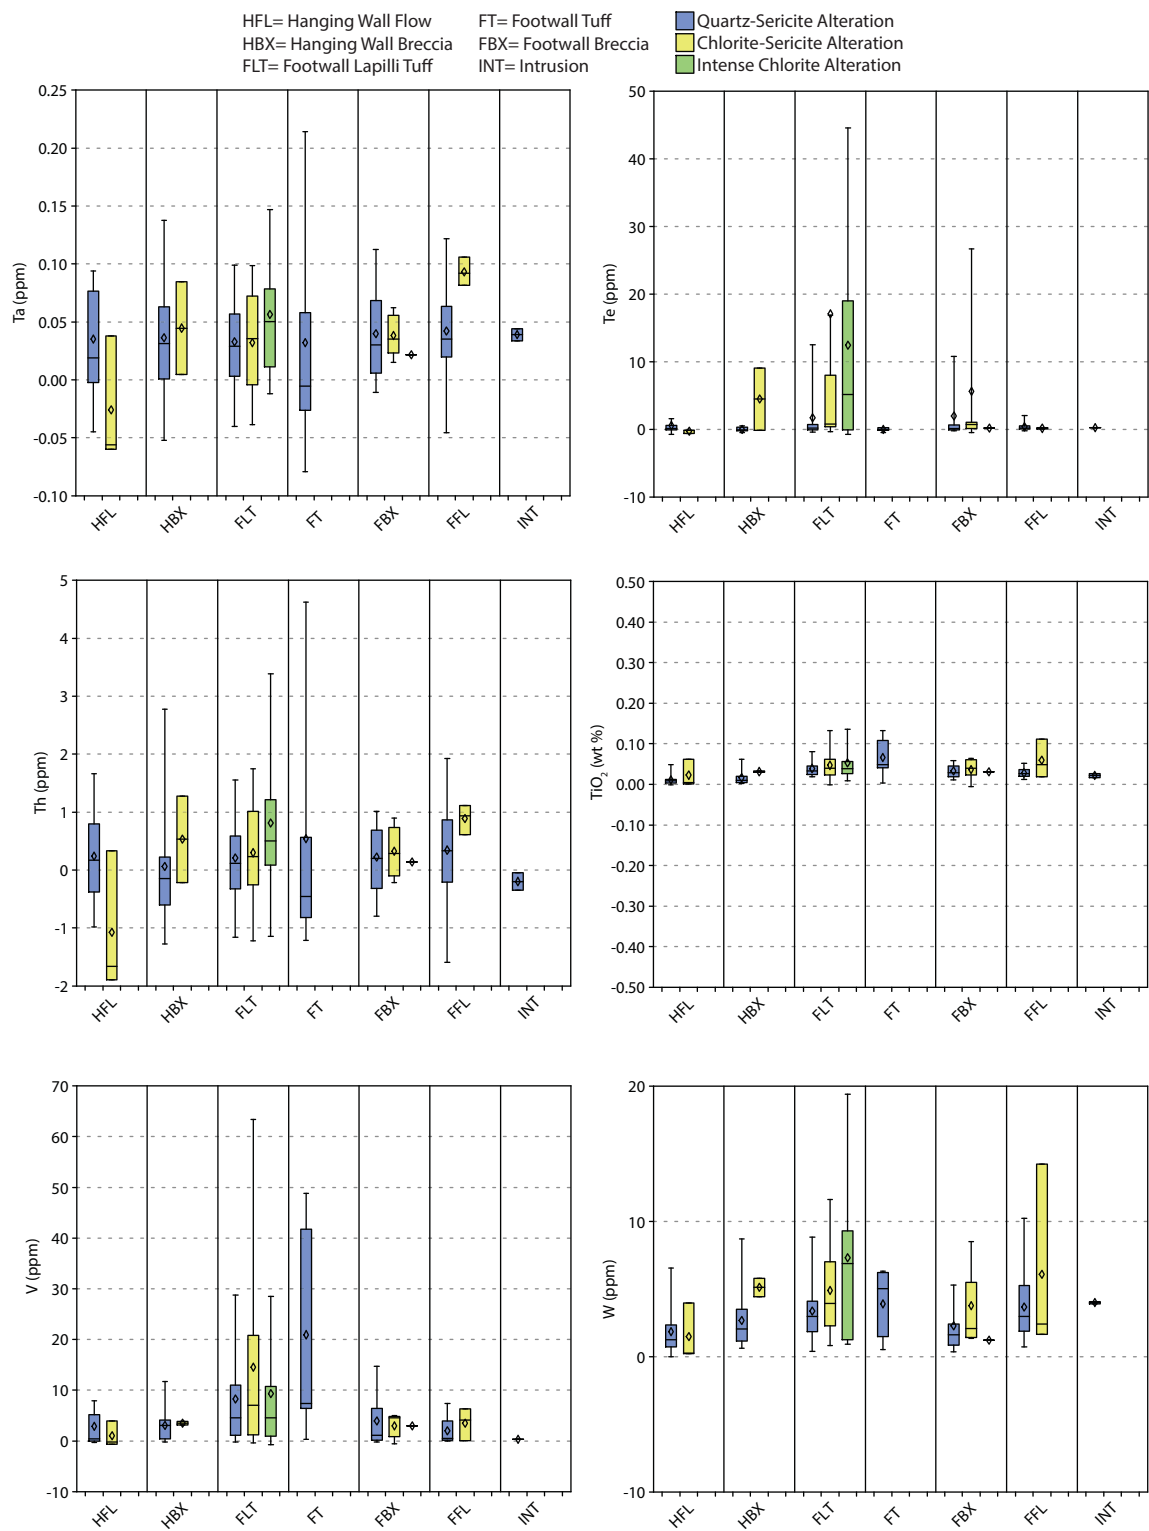 HFL= Hanging Wall Flow
HBX= Hanging Wall Breccia
FLT= Footwall Lapilli Tuff
FT= Footwall Tuff
FBX= Footwall Breccia
INT= Intrusion
Quartz-Sericite Alteration
Chlorite-Sericite Alteration
Intense Chlorite Alteration
Ta (ppm)
0.25
0.20
0.15
0.10
0.05
0.00
-0.05
-0.10
HFL HBX FLT FT FBX FFL INT
Te (ppm)
50
40
30
20
10
0
-10
HFL HBX FLT FT FBX FFL INT
Th (ppm)
5
4
3
2
1
0
-1
-2
HFL HBX FLT FT FBX FFL INT
TiO₂ (wt %)
0.50
0.40
0.30
0.20
0.10
0.00
-0.10
-0.20
-0.30
-0.40
-0.50
HFL HBX FLT FT FBX FFL INT
V (ppm)
70
60
50
40
30
20
10
0
-10
HFL HBX FLT FT FBX FFL INT
W (ppm)
20
10
0
-10
HFL HBX FLT FT FBX FFL INT